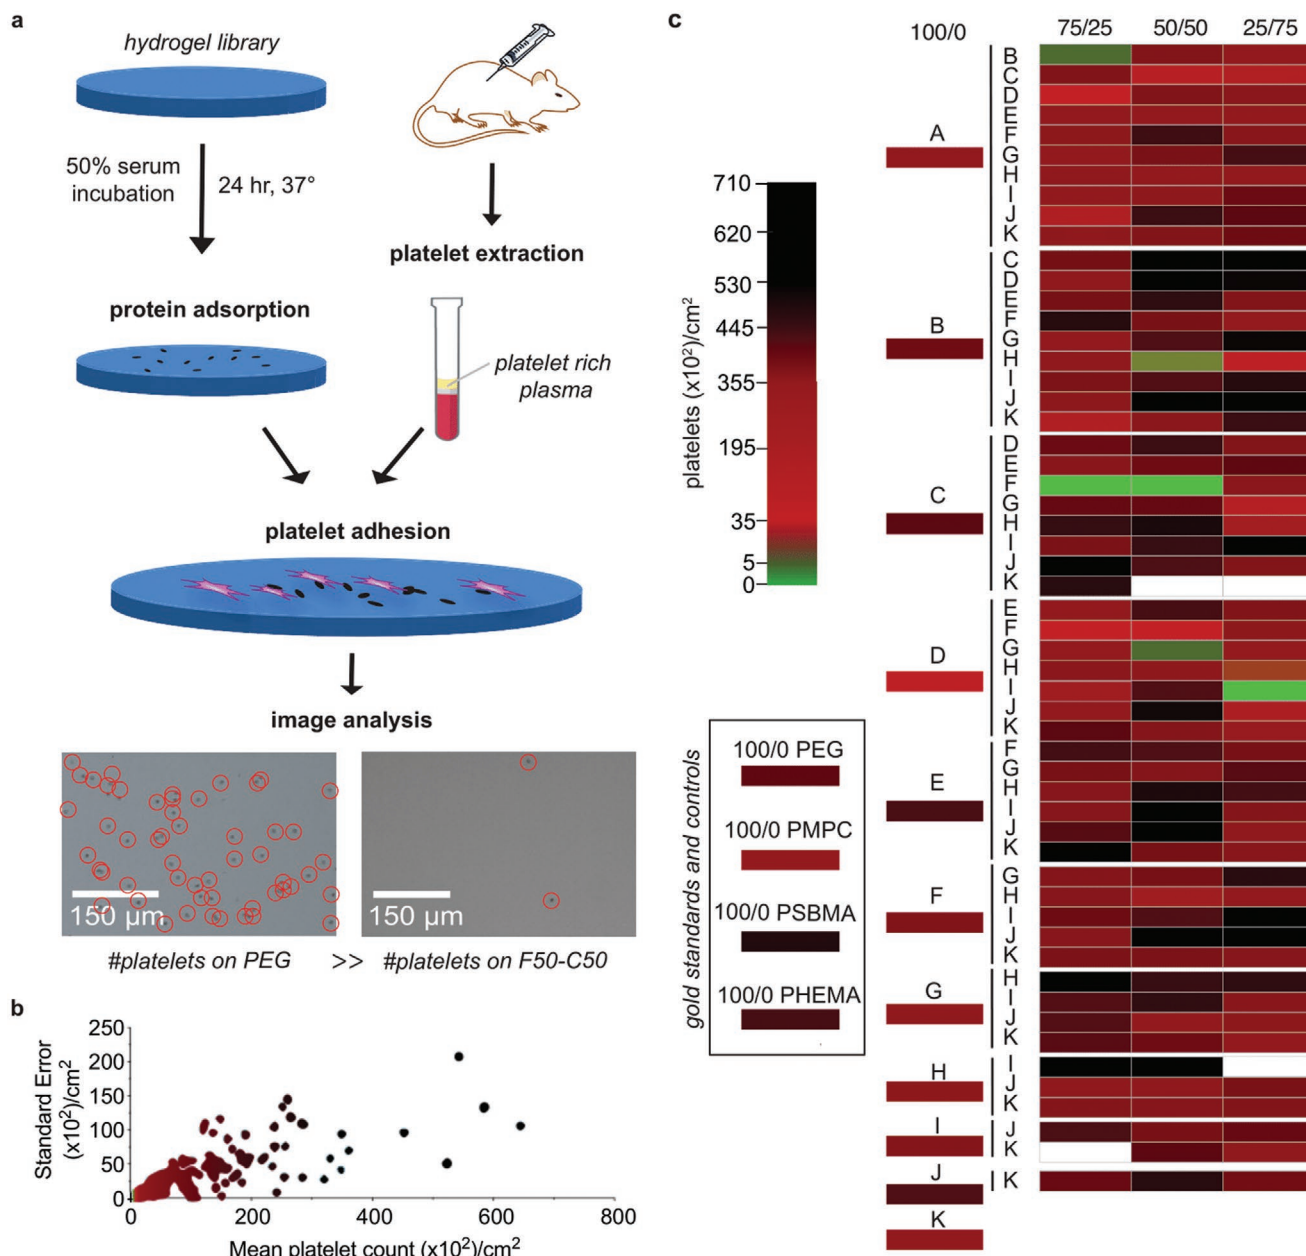 a
hydrogel library
50% serum
incubation
24 hr, 37°
protein adsorption
platelet extraction
platelet rich
plasma
platelet adhesion
image analysis
150 µm
150 µm
#platelets on PEG >> #platelets on F50-C50
b
Standard Error
(x10²)/cm²
250
200
150
100
50
0
0
200
400
600
800
Mean platelet count (x10²)/cm²
c
100/0
75/25
50/50
25/75
platelets (x10²)/cm²
710
620
530
445
355
195
35
5
0
gold standards and controls
100/0 PEG
100/0 PMPC
100/0 PSBMA
100/0 PHEMA
A
B
C
D
E
F
G
H
I
J
K
B
C
D
E
F
G
H
I
J
K
C
D
E
F
G
H
I
J
K
D
E
F
G
H
I
J
K
E
F
G
H
I
J
K
F
G
H
I
J
K
G
H
I
J
K
H
I
J
K
I
J
K
J
K
K